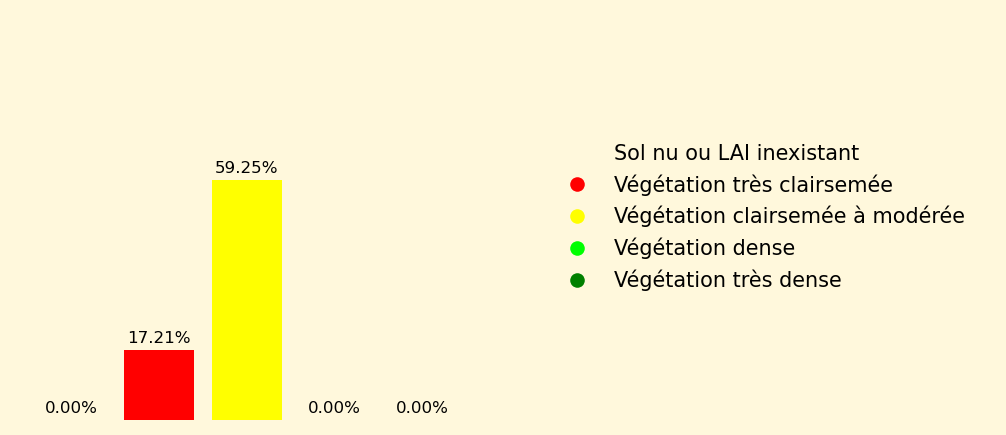 59.25%
17.21%
0.00%
0.00%
0.00%
Sol nu ou LAI inexistant
Végétation très clairsemée
Végétation clairsemée à modérée
Végétation dense
Végétation très dense